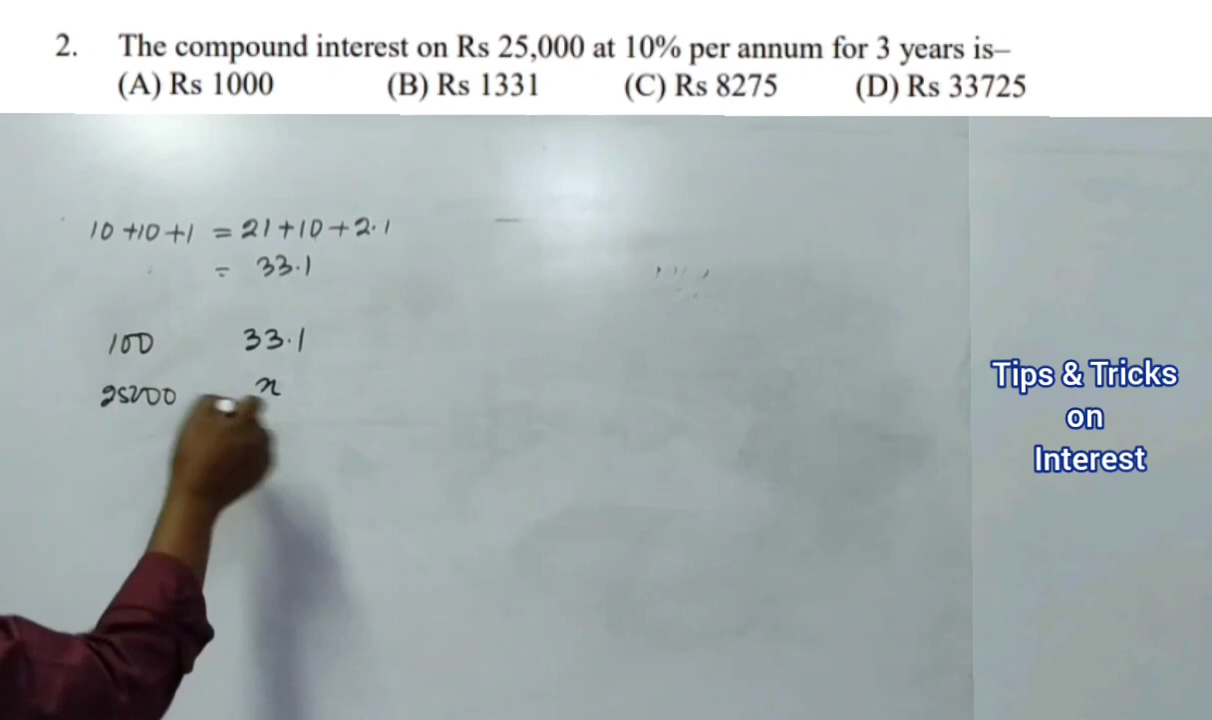 2. The compound interest on Rs 25,000 at 10% per annum for 3 years is–
(A) Rs 1000 (B) Rs 1331 (C) Rs 8275 (D) Rs 33725
10 +10 +1 = 21+10+2.1
= 33.1
100 33.1
25000 x
Tips & Tricks
on
Interest